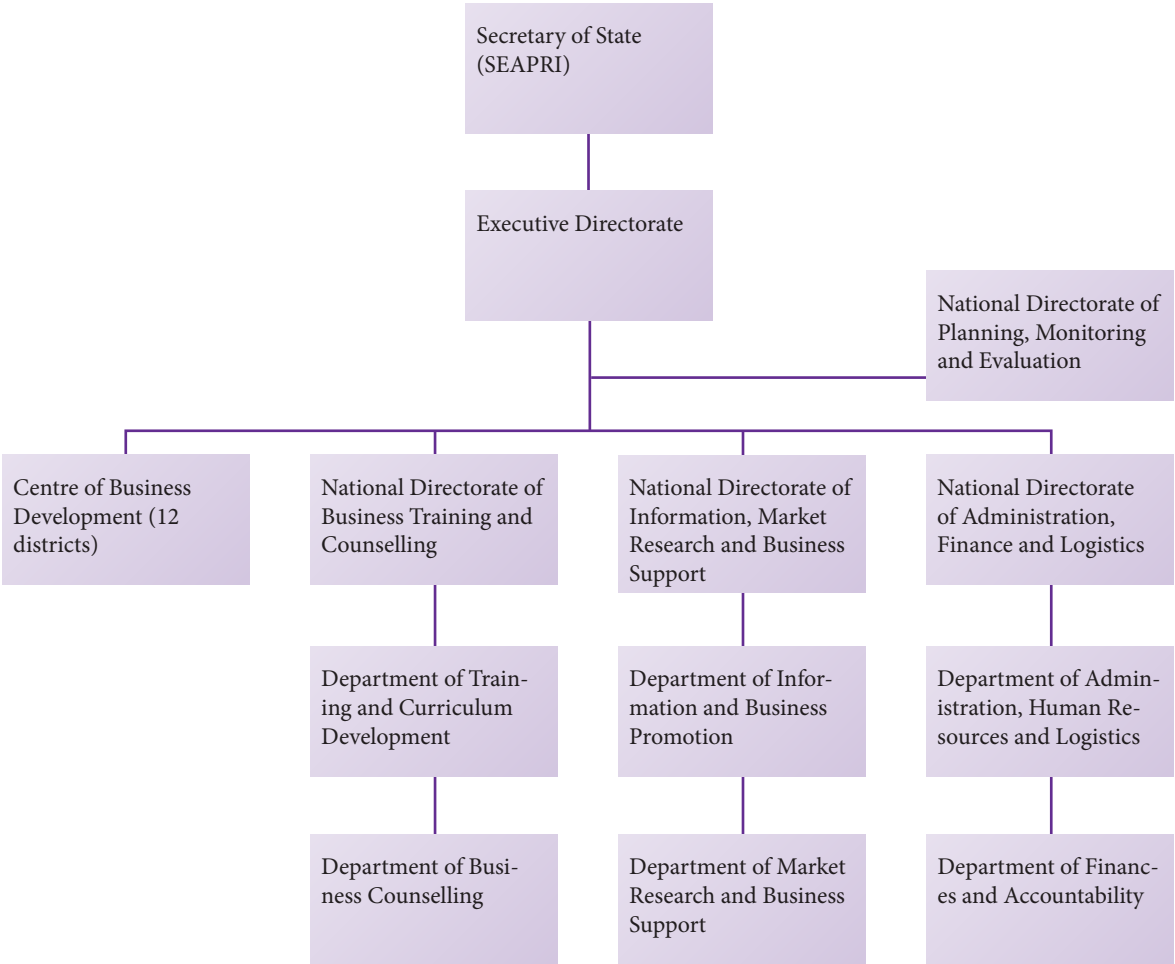 Secretary of State
(SEAPRI)
Executive Directorate
National Directorate of
Planning, Monitoring
and Evaluation
Centre of Business
Development (12
districts)
National Directorate of
Business Training and
Counselling
National Directorate of
Information, Market
Research and Business
Support
National Directorate
of Administration,
Finance and Logistics
Department of Train-
ing and Curriculum
Development
Department of Infor-
mation and Business
Promotion
Department of Admin-
istration, Human Re-
sources and Logistics
Department of Busi-
ness Counselling
Department of Market
Research and Business
Support
Department of Financ-
es and Accountability